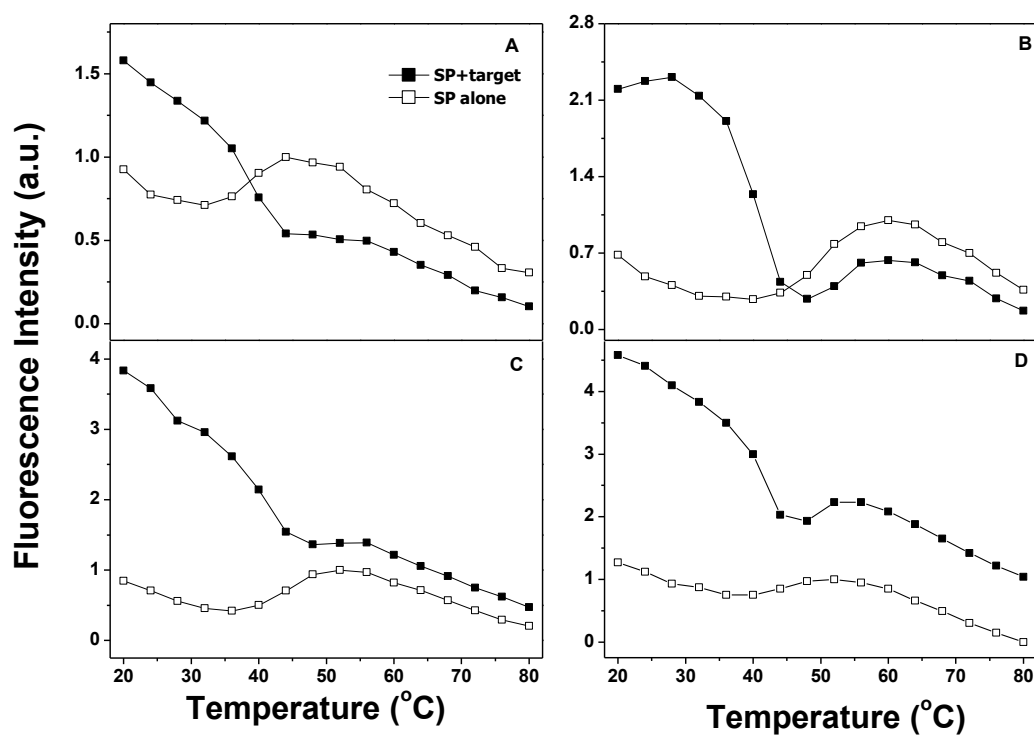 A
SP+target
SP alone
1.5
1.0
0.5
0.0
B
2.8
2.1
1.4
0.7
0.0
C
4
3
2
1
0
20 30 40 50 60 70 80
D
4
3
2
1
0
20 30 40 50 60 70 80
Fluorescence Intensity (a.u.)
Temperature (°C)
Temperature (°C)